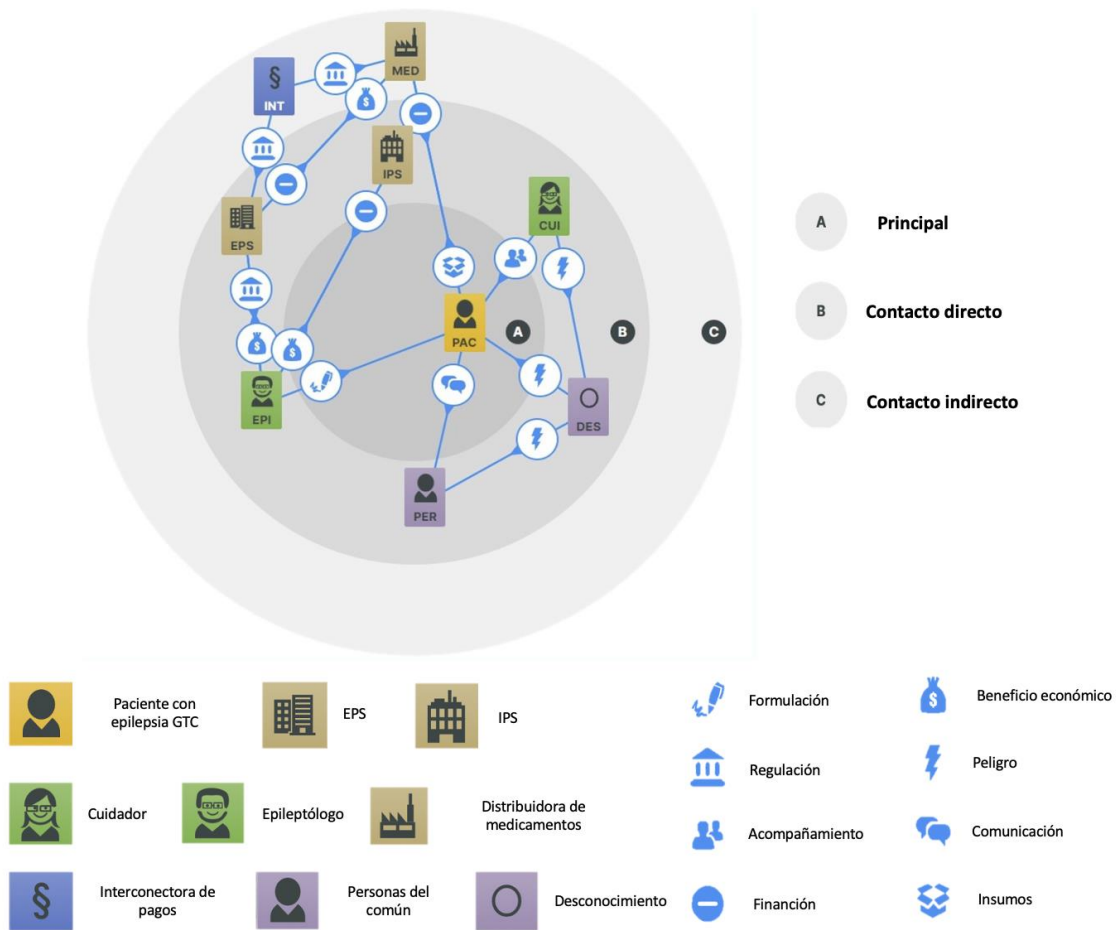 MED
§
INT
$
IPS
CUI
EPS
PAC
A
B
C
$
$
EPI
DES
PER
A Principal
B Contacto directo
C Contacto indirecto
Paciente con
epilepsia GTC
EPS
IPS
Formulación
$ Beneficio económico
Cuidador
Epileptólogo
Distribuidora de
medicamentos
Regulación
Peligro
Acompañamiento
Comunicación
§ Interconectora de
pagos
Personas del
común
Desconocimiento
Financión
Insumos